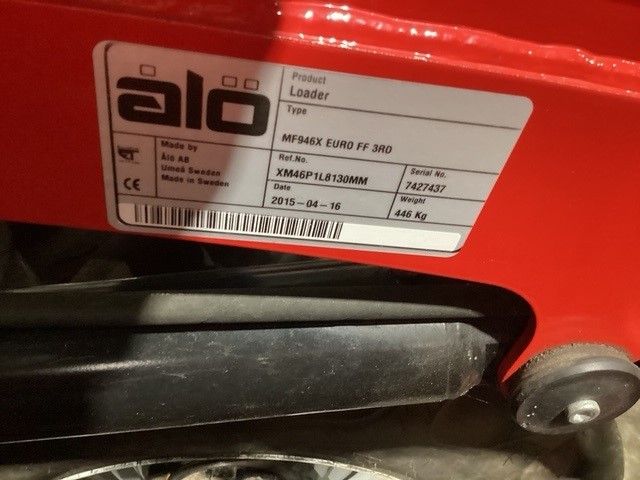 älö
Product
Loader
Type
MF946X EURO FF 3RD
Made by
Ålö AB
Umeå Sweden
Made in Sweden
CE
Ref.No.
XM46P1L8130MM
Serial No.
7427437
Date
2015-04-16
Weight
446 Kg